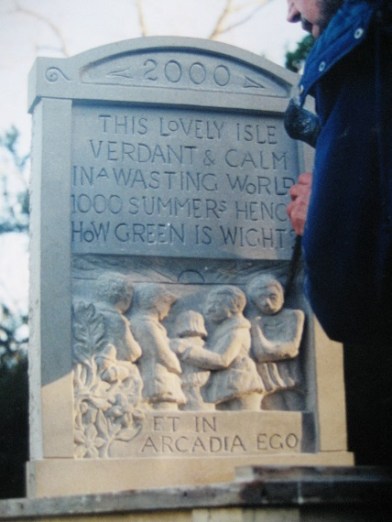 2000
THIS LoVELY ISLE
VERDANT & CALM
IN A WASTING WoRLD
1000 SUMMERs HENC
HoW GREEN IS WIGHT
ET IN
ARCADIA EGO